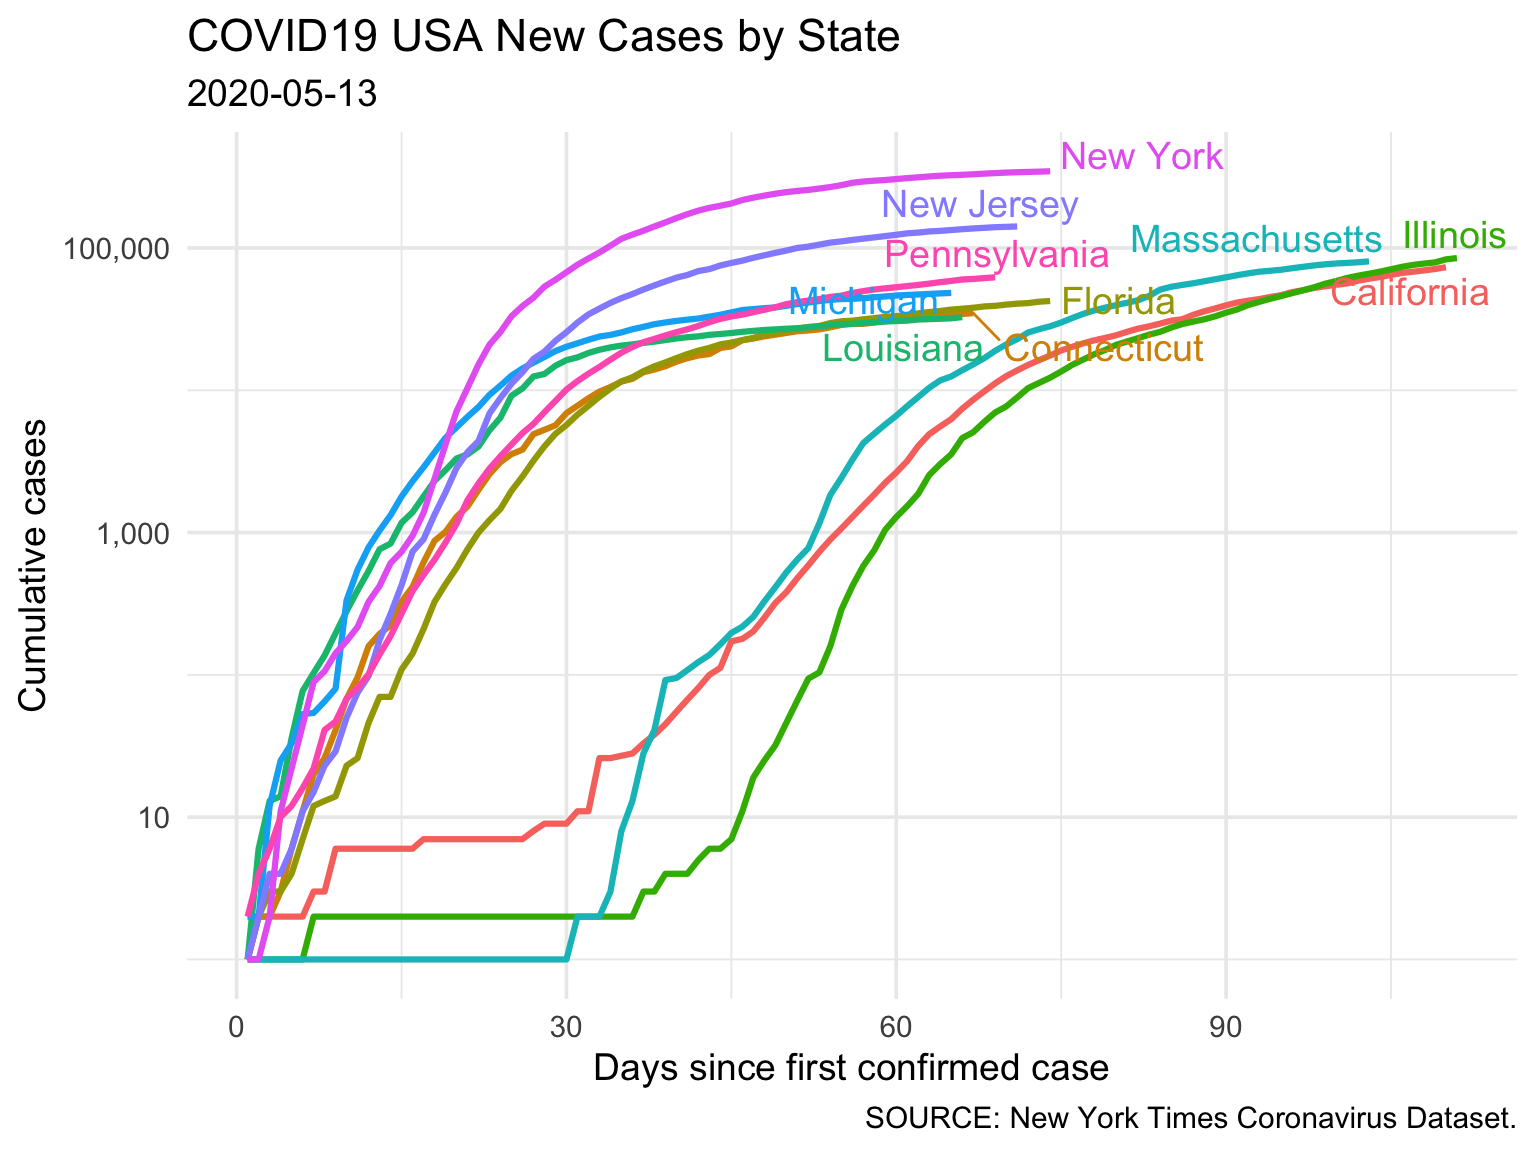 COVID19 USA New Cases by State
2020-05-13
New York
New Jersey
Massachusetts
Illinois
100,000
Pennsylvania
Michigan
Florida
California
Louisiana
Connecticut
Cumulative cases
1,000
10
0
30
60
90
Days since first confirmed case
SOURCE: New York Times Coronavirus Dataset.